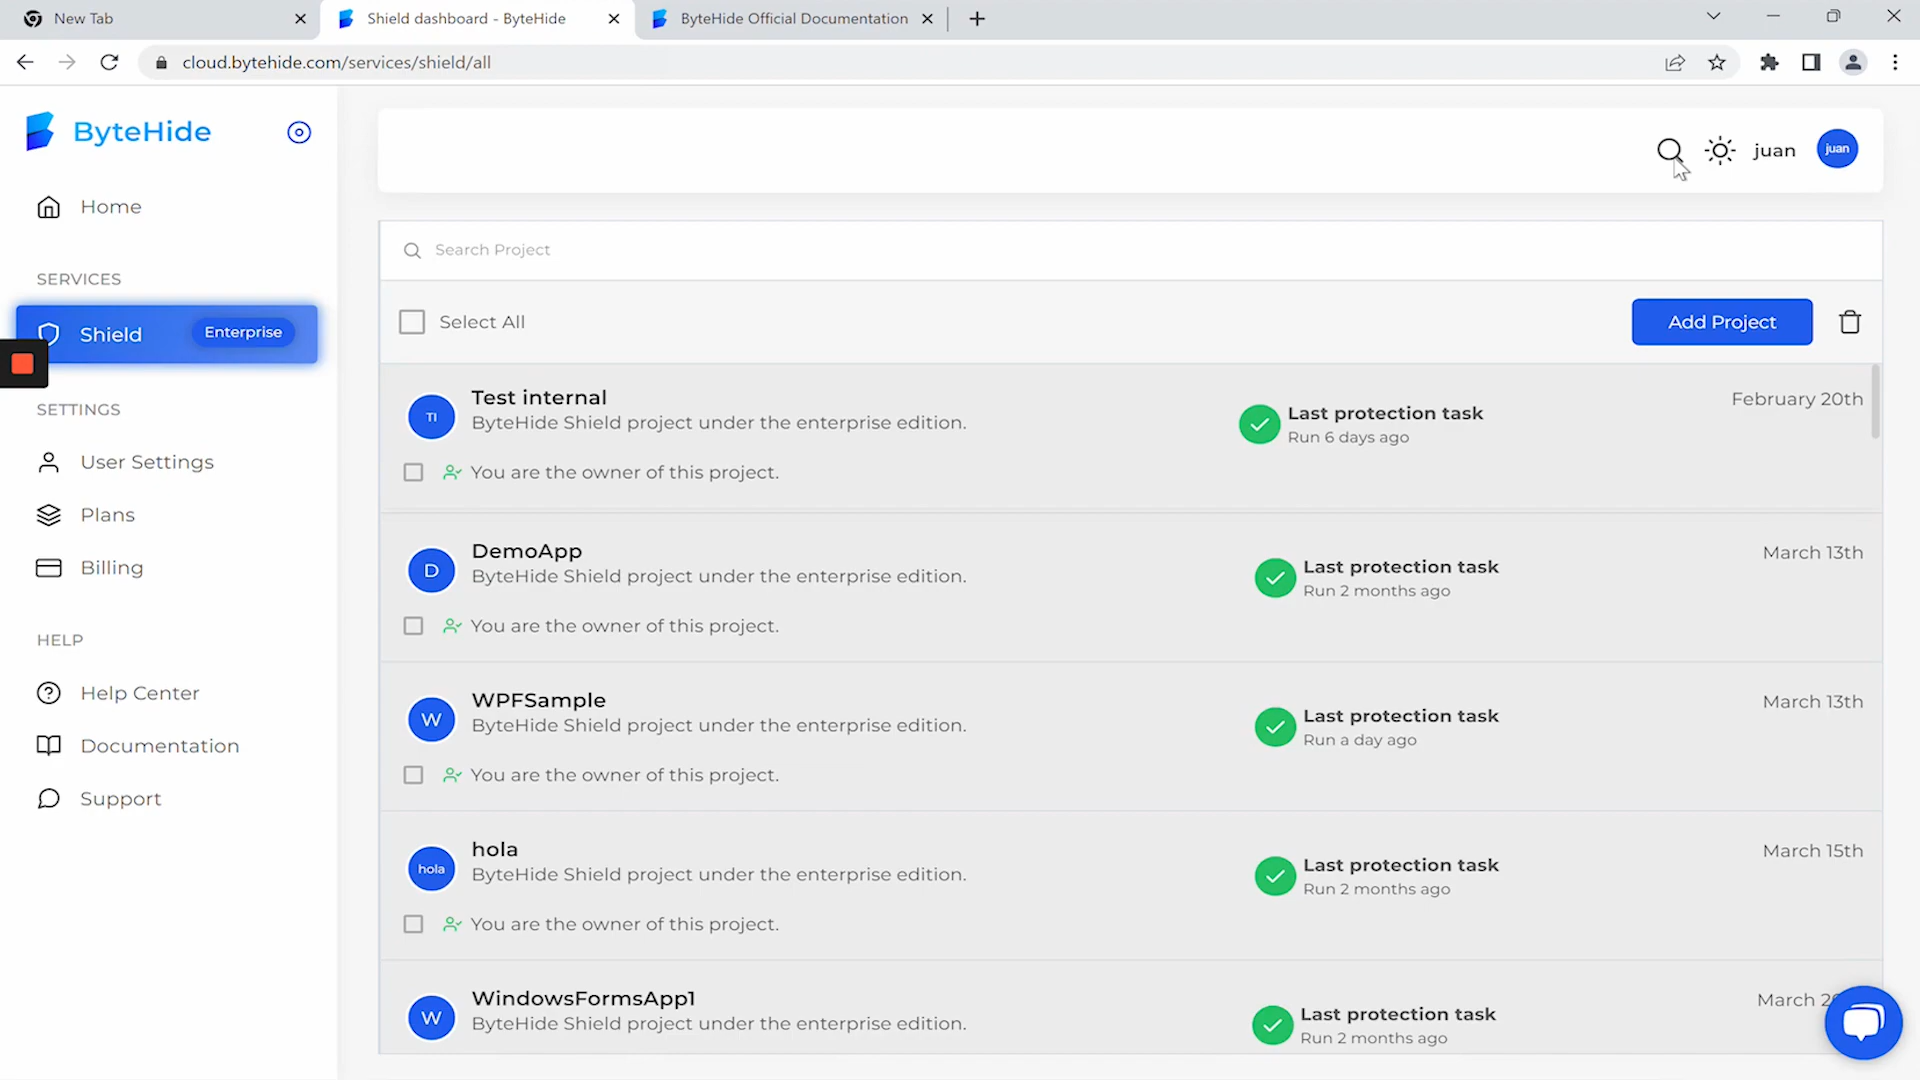 New Tab
Shield dashboard - ByteHide
ByteHide Official Documentation
cloud.bytehide.com/services/shield/all
ByteHide
juan
juan
Home
Search Project
SERVICES
Shield
Enterprise
Select All
Add Project
SETTINGS
User Settings
Plans
Billing
HELP
Help Center
Documentation
Support
TI
Test internal
ByteHide Shield project under the enterprise edition.
Last protection task
Run 6 days ago
February 20th
You are the owner of this project.
D
DemoApp
ByteHide Shield project under the enterprise edition.
Last protection task
Run 2 months ago
March 13th
You are the owner of this project.
W
WPFSample
ByteHide Shield project under the enterprise edition.
Last protection task
Run a day ago
March 13th
You are the owner of this project.
hola
hola
ByteHide Shield project under the enterprise edition.
Last protection task
Run 2 months ago
March 15th
You are the owner of this project.
W
WindowsFormsApp1
ByteHide Shield project under the enterprise edition.
Last protection task
Run 2 months ago
March